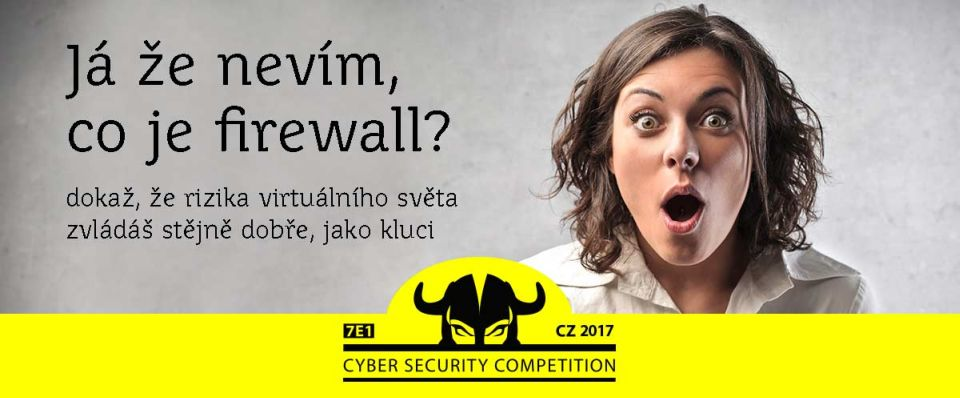 Já že nevím,
co je firewall?
dokaž, že rizika virtuálního světa
zvládáš stějně dobře, jako kluci
7E1 CZ 2017
CYBER SECURITY COMPETITION